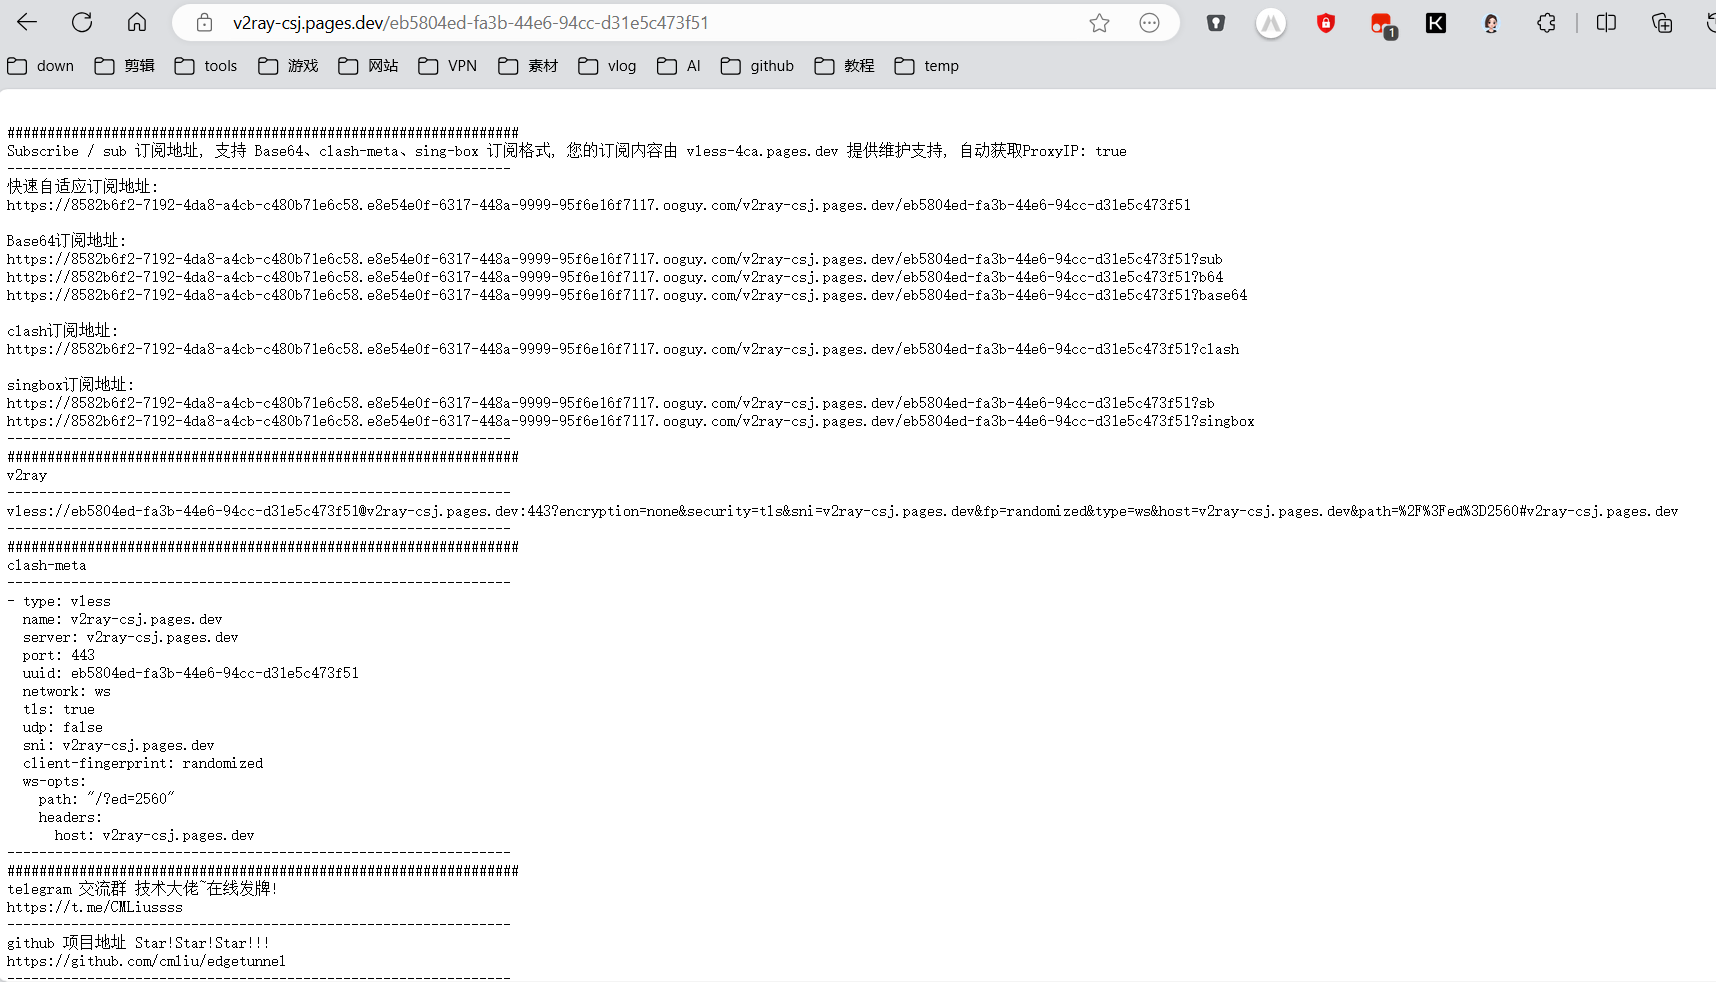 v2ray-csj.pages.dev/eb5804ed-fa3b-44e6-94cc-d31e5c473f51
1
down 剪辑 tools 游戏 网站 VPN 素材 vlog AI github 教程 temp
################################################################
Subscribe / sub 订阅地址, 支持 Base64、clash-meta、sing-box 订阅格式, 您的订阅内容由 vless-4ca.pages.dev 提供维护支持, 自动获取ProxyIP: true
---------------------------------------------------------------
快速自适应订阅地址:
https://8582b6f2-7192-4da8-a4cb-c480b71e6c58.e8e54e0f-6317-448a-9999-95f6e16f7117.ooguy.com/v2ray-csj.pages.dev/eb5804ed-fa3b-44e6-94cc-d31e5c473f51
Base64订阅地址:
https://8582b6f2-7192-4da8-a4cb-c480b71e6c58.e8e54e0f-6317-448a-9999-95f6e16f7117.ooguy.com/v2ray-csj.pages.dev/eb5804ed-fa3b-44e6-94cc-d31e5c473f51?sub
https://8582b6f2-7192-4da8-a4cb-c480b71e6c58.e8e54e0f-6317-448a-9999-95f6e16f7117.ooguy.com/v2ray-csj.pages.dev/eb5804ed-fa3b-44e6-94cc-d31e5c473f51?b64
https://8582b6f2-7192-4da8-a4cb-c480b71e6c58.e8e54e0f-6317-448a-9999-95f6e16f7117.ooguy.com/v2ray-csj.pages.dev/eb5804ed-fa3b-44e6-94cc-d31e5c473f51?base64
clash订阅地址:
https://8582b6f2-7192-4da8-a4cb-c480b71e6c58.e8e54e0f-6317-448a-9999-95f6e16f7117.ooguy.com/v2ray-csj.pages.dev/eb5804ed-fa3b-44e6-94cc-d31e5c473f51?clash
singbox订阅地址:
https://8582b6f2-7192-4da8-a4cb-c480b71e6c58.e8e54e0f-6317-448a-9999-95f6e16f7117.ooguy.com/v2ray-csj.pages.dev/eb5804ed-fa3b-44e6-94cc-d31e5c473f51?sb
https://8582b6f2-7192-4da8-a4cb-c480b71e6c58.e8e54e0f-6317-448a-9999-95f6e16f7117.ooguy.com/v2ray-csj.pages.dev/eb5804ed-fa3b-44e6-94cc-d31e5c473f51?singbox
---------------------------------------------------------------
################################################################
v2ray
---------------------------------------------------------------
vless://eb5804ed-fa3b-44e6-94cc-d31e5c473f51@v2ray-csj.pages.dev:443?encryption=none&security=tls&sni=v2ray-csj.pages.dev&fp=randomized&type=ws&host=v2ray-csj.pages.dev&path=%2F%3Fed%3D2560#v2ray-csj.pages.dev
---------------------------------------------------------------
################################################################
clash-meta
---------------------------------------------------------------
- type: vless
  name: v2ray-csj.pages.dev
  server: v2ray-csj.pages.dev
  port: 443
  uuid: eb5804ed-fa3b-44e6-94cc-d31e5c473f51
  network: ws
  tls: true
  udp: false
  sni: v2ray-csj.pages.dev
  client-fingerprint: randomized
  ws-opts:
    path: "/?ed=2560"
    headers:
      host: v2ray-csj.pages.dev
---------------------------------------------------------------
################################################################
telegram 交流群 技术大佬~在线发牌!
https://t.me/CMLiussss
---------------------------------------------------------------
github 项目地址 Star!Star!Star!!!
https://github.com/cmliu/edgetunnel
---------------------------------------------------------------